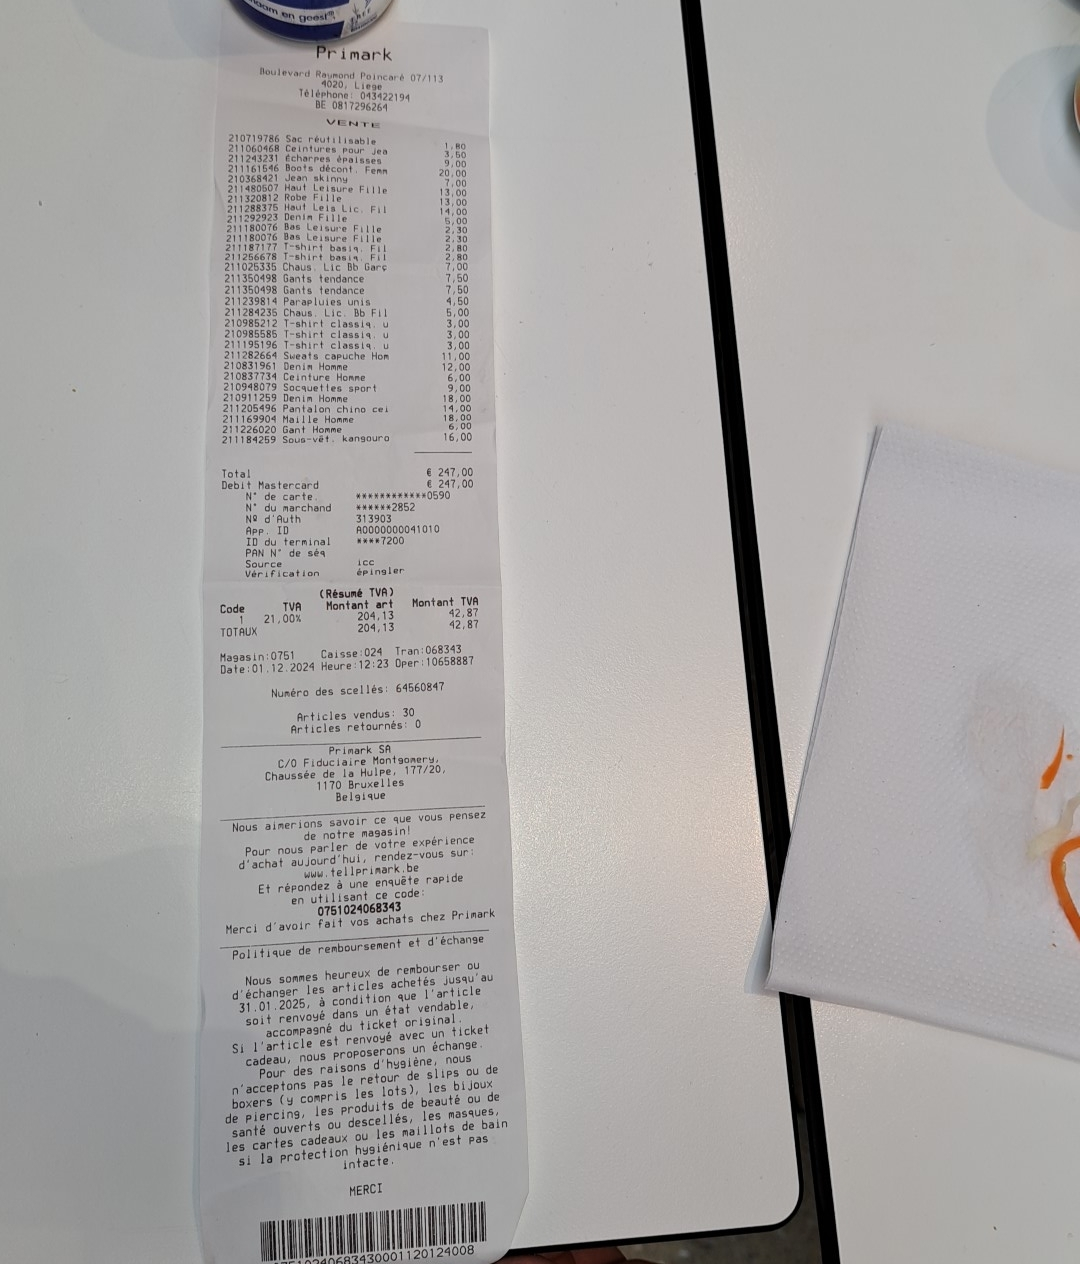 en goest
Primark
Boulevard Raymond Poincaré 07/113
4020, Liege
Téléphone: 043422194
BE 0817296264
VENTE
210719786 Sac réutilisable 1,80
211060468 Ceintures pour Jea 3,50
211243231 Écharpes épaisses 9,00
211161546 Boots décont. Femm 20,00
210368421 Jean skinny 7,00
211480507 Haut Leisure Fille 13,00
211320812 Robe Fille 13,00
211288375 Haut Leis Lic. Fil 14,00
211292923 Denim Fille 5,00
211180076 Bas Leisure Fille 2,30
211180076 Bas Leisure Fille 2,30
211187177 T-shirt basiq. Fil 2,80
211256678 T-shirt basiq. Fil 2,80
211025335 Chaus. Lic Bb Garç 7,00
211350498 Gants tendance 7,50
211350498 Gants tendance 7,50
211239814 Parapluies unis 4,50
211284235 Chaus. Lic. Bb Fil 5,00
210985212 T-shirt classiq. u 3,00
210985585 T-shirt classiq. u 3,00
211195196 T-shirt classiq. u 3,00
211282664 Sweats capuche Hom 11,00
210831961 Denim Homme 12,00
210837734 Ceinture Homme 6,00
210948079 Socquettes sport 9,00
210911259 Denim Homme 18,00
211205496 Pantalon chino cei 14,00
211169904 Maille Homme 18,00
211226020 Gant Homme 6,00
211184259 Sous-vêt. kangouro 16,00
Total € 247,00
Debit Mastercard € 247,00
N° de carte. ************0590
N° du marchand ******2852
Nº d'Auth 313903
App. ID A0000000041010
ID du terminal ****7200
PAN N° de séq
Source icc
Vérification épingler
(Résumé TVA)
Code TVA Montant art Montant TVA
1 21,00% 204,13 42,87
TOTAUX 204,13 42,87
Magasin:0751 Caisse:024 Tran:068343
Date:01.12.2024 Heure:12:23 Oper:10658887
Numéro des scellés: 64560847
Articles vendus: 30
Articles retournés: 0
Primark SA
C/O Fiduciaire Montgomery,
Chaussée de la Hulpe, 177/20,
1170 Bruxelles
Belgique
Nous aimerions savoir ce que vous pensez
de notre magasin!
Pour nous parler de votre expérience
d'achat aujourd'hui, rendez-vous sur:
www.tellprimark.be
Et répondez à une enquête rapide
en utilisant ce code:
0751024068343
Merci d'avoir fait vos achats chez Primark
Politique de remboursement et d'échange
Nous sommes heureux de rembourser ou
d'échanger les articles achetés jusqu'au
31.01.2025, à condition que l'article
soit renvoyé dans un état vendable,
accompagné du ticket original.
Si l'article est renvoyé avec un ticket
cadeau, nous proposerons un échange.
Pour des raisons d'hygiène, nous
n'acceptons pas le retour de slips ou de
boxers (y compris les lots), les bijoux
de piercing, les produits de beauté ou de
santé ouverts ou descellés, les masques,
les cartes cadeaux ou les maillots de bain
si la protection hygiénique n'est pas
intacte.
MERCI